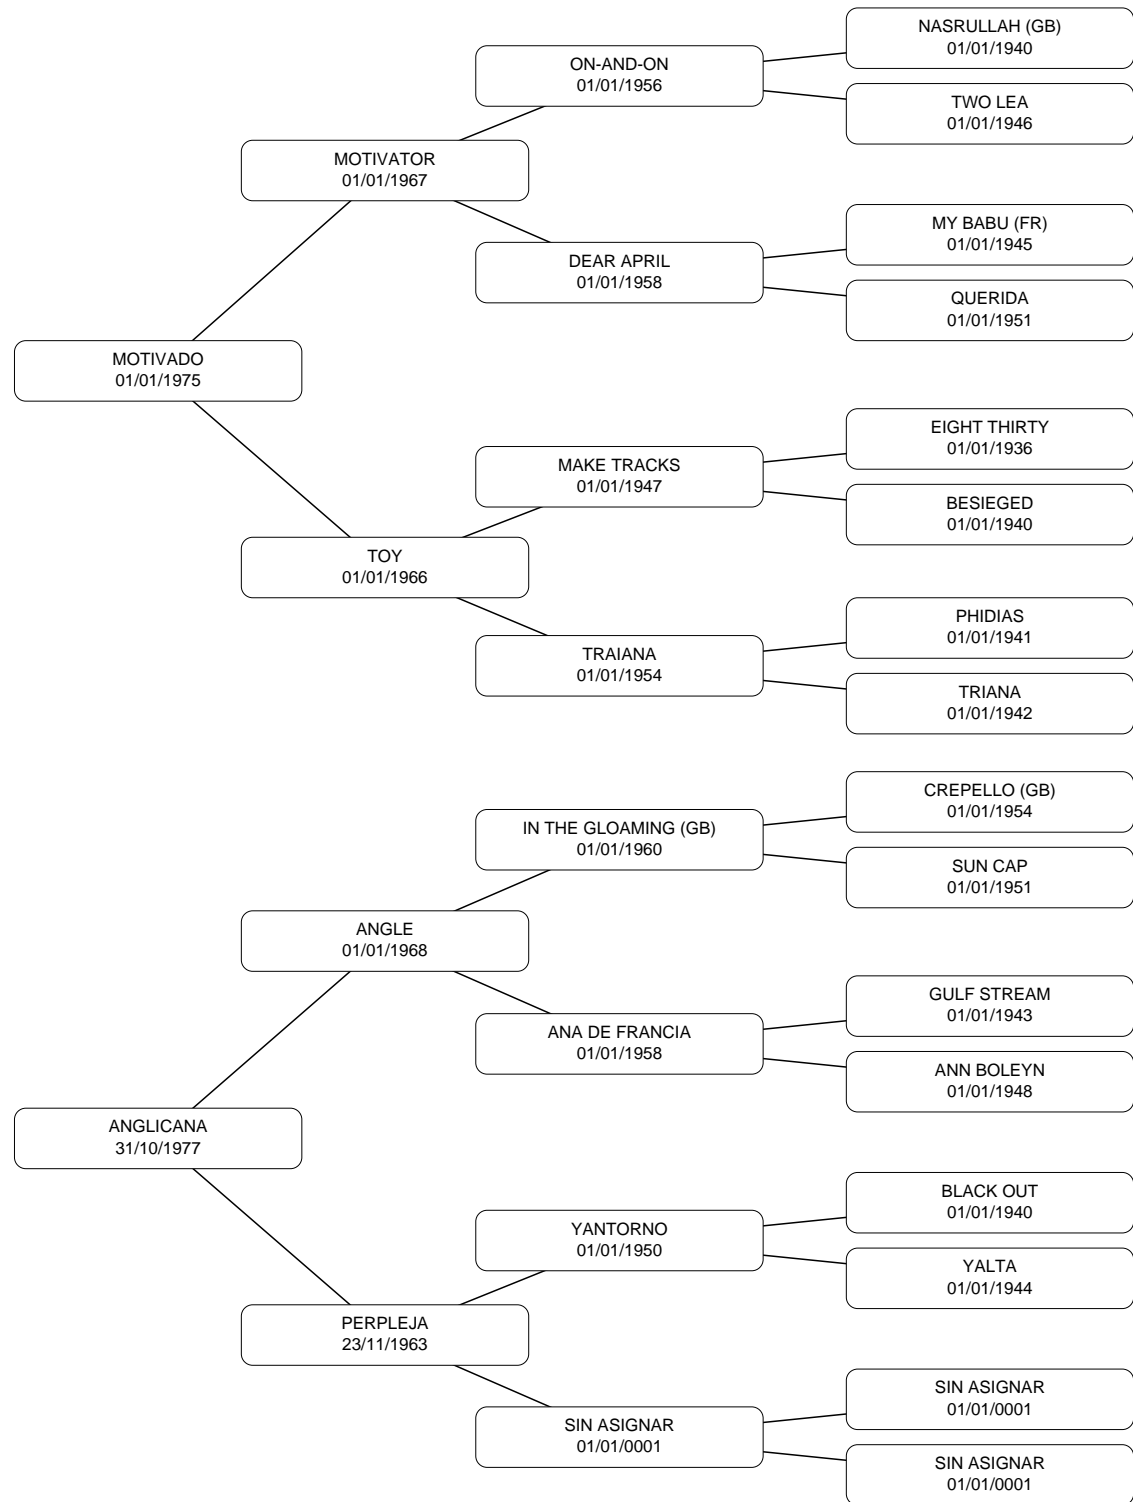 NASRULLAH (GB)
01/01/1940
ON-AND-ON
01/01/1956
TWO LEA
01/01/1946
MOTIVATOR
01/01/1967
MY BABU (FR)
01/01/1945
DEAR APRIL
01/01/1958
QUERIDA
01/01/1951
MOTIVADO
01/01/1975
EIGHT THIRTY
01/01/1936
MAKE TRACKS
01/01/1947
BESIEGED
01/01/1940
TOY
01/01/1966
PHIDIAS
01/01/1941
TRAIANA
01/01/1954
TRIANA
01/01/1942
CREPELLO (GB)
01/01/1954
IN THE GLOAMING (GB)
01/01/1960
SUN CAP
01/01/1951
ANGLE
01/01/1968
GULF STREAM
01/01/1943
ANA DE FRANCIA
01/01/1958
ANN BOLEYN
01/01/1948
ANGLICANA
31/10/1977
BLACK OUT
01/01/1940
YANTORNO
01/01/1950
YALTA
01/01/1944
PERPLEJA
23/11/1963
SIN ASIGNAR
01/01/0001
SIN ASIGNAR
01/01/0001
SIN ASIGNAR
01/01/0001